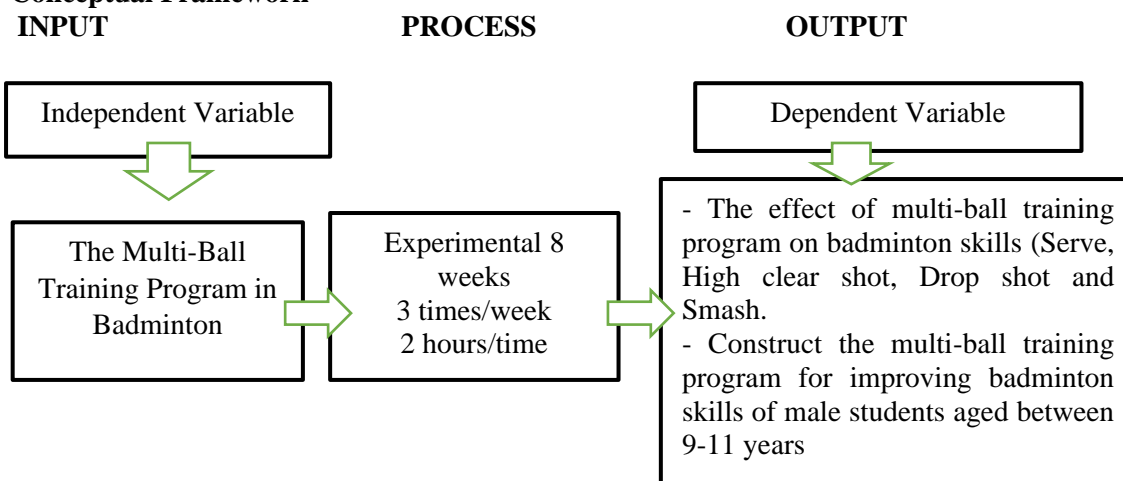 Conceptual Framework
INPUT PROCESS OUTPUT
Independent Variable
Dependent Variable
The Multi-Ball
Training Program in
Badminton
Experimental 8
weeks
3 times/week
2 hours/time
- The effect of multi-ball training
program on badminton skills (Serve,
High clear shot, Drop shot and
Smash.
- Construct the multi-ball training
program for improving badminton
skills of male students aged between
9-11 years